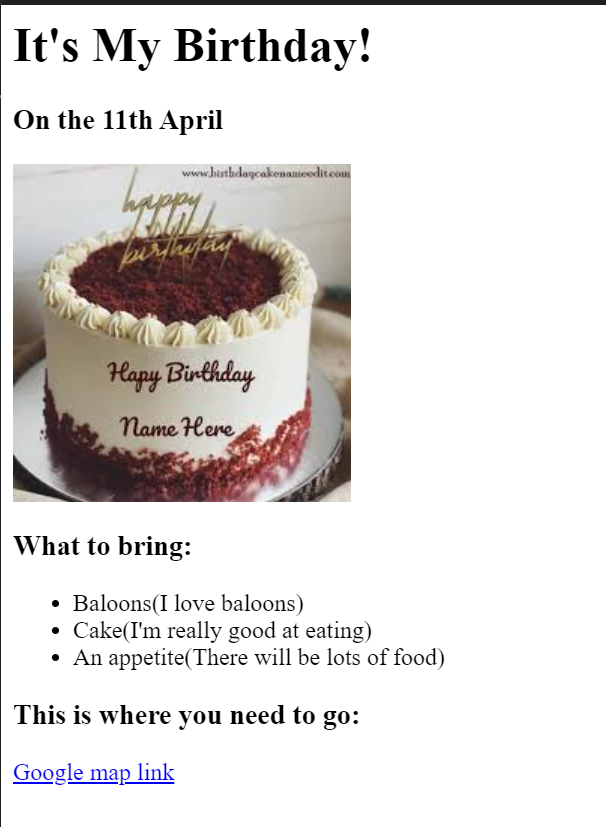 It's My Birthday!
On the 11th April
www.birthdaycakenameedit.com
happy
birthday
Hapy Birthday
Name Here
What to bring:
Baloons(I love baloons)
Cake(I'm really good at eating)
An appetite(There will be lots of food)
This is where you need to go:
Google map link